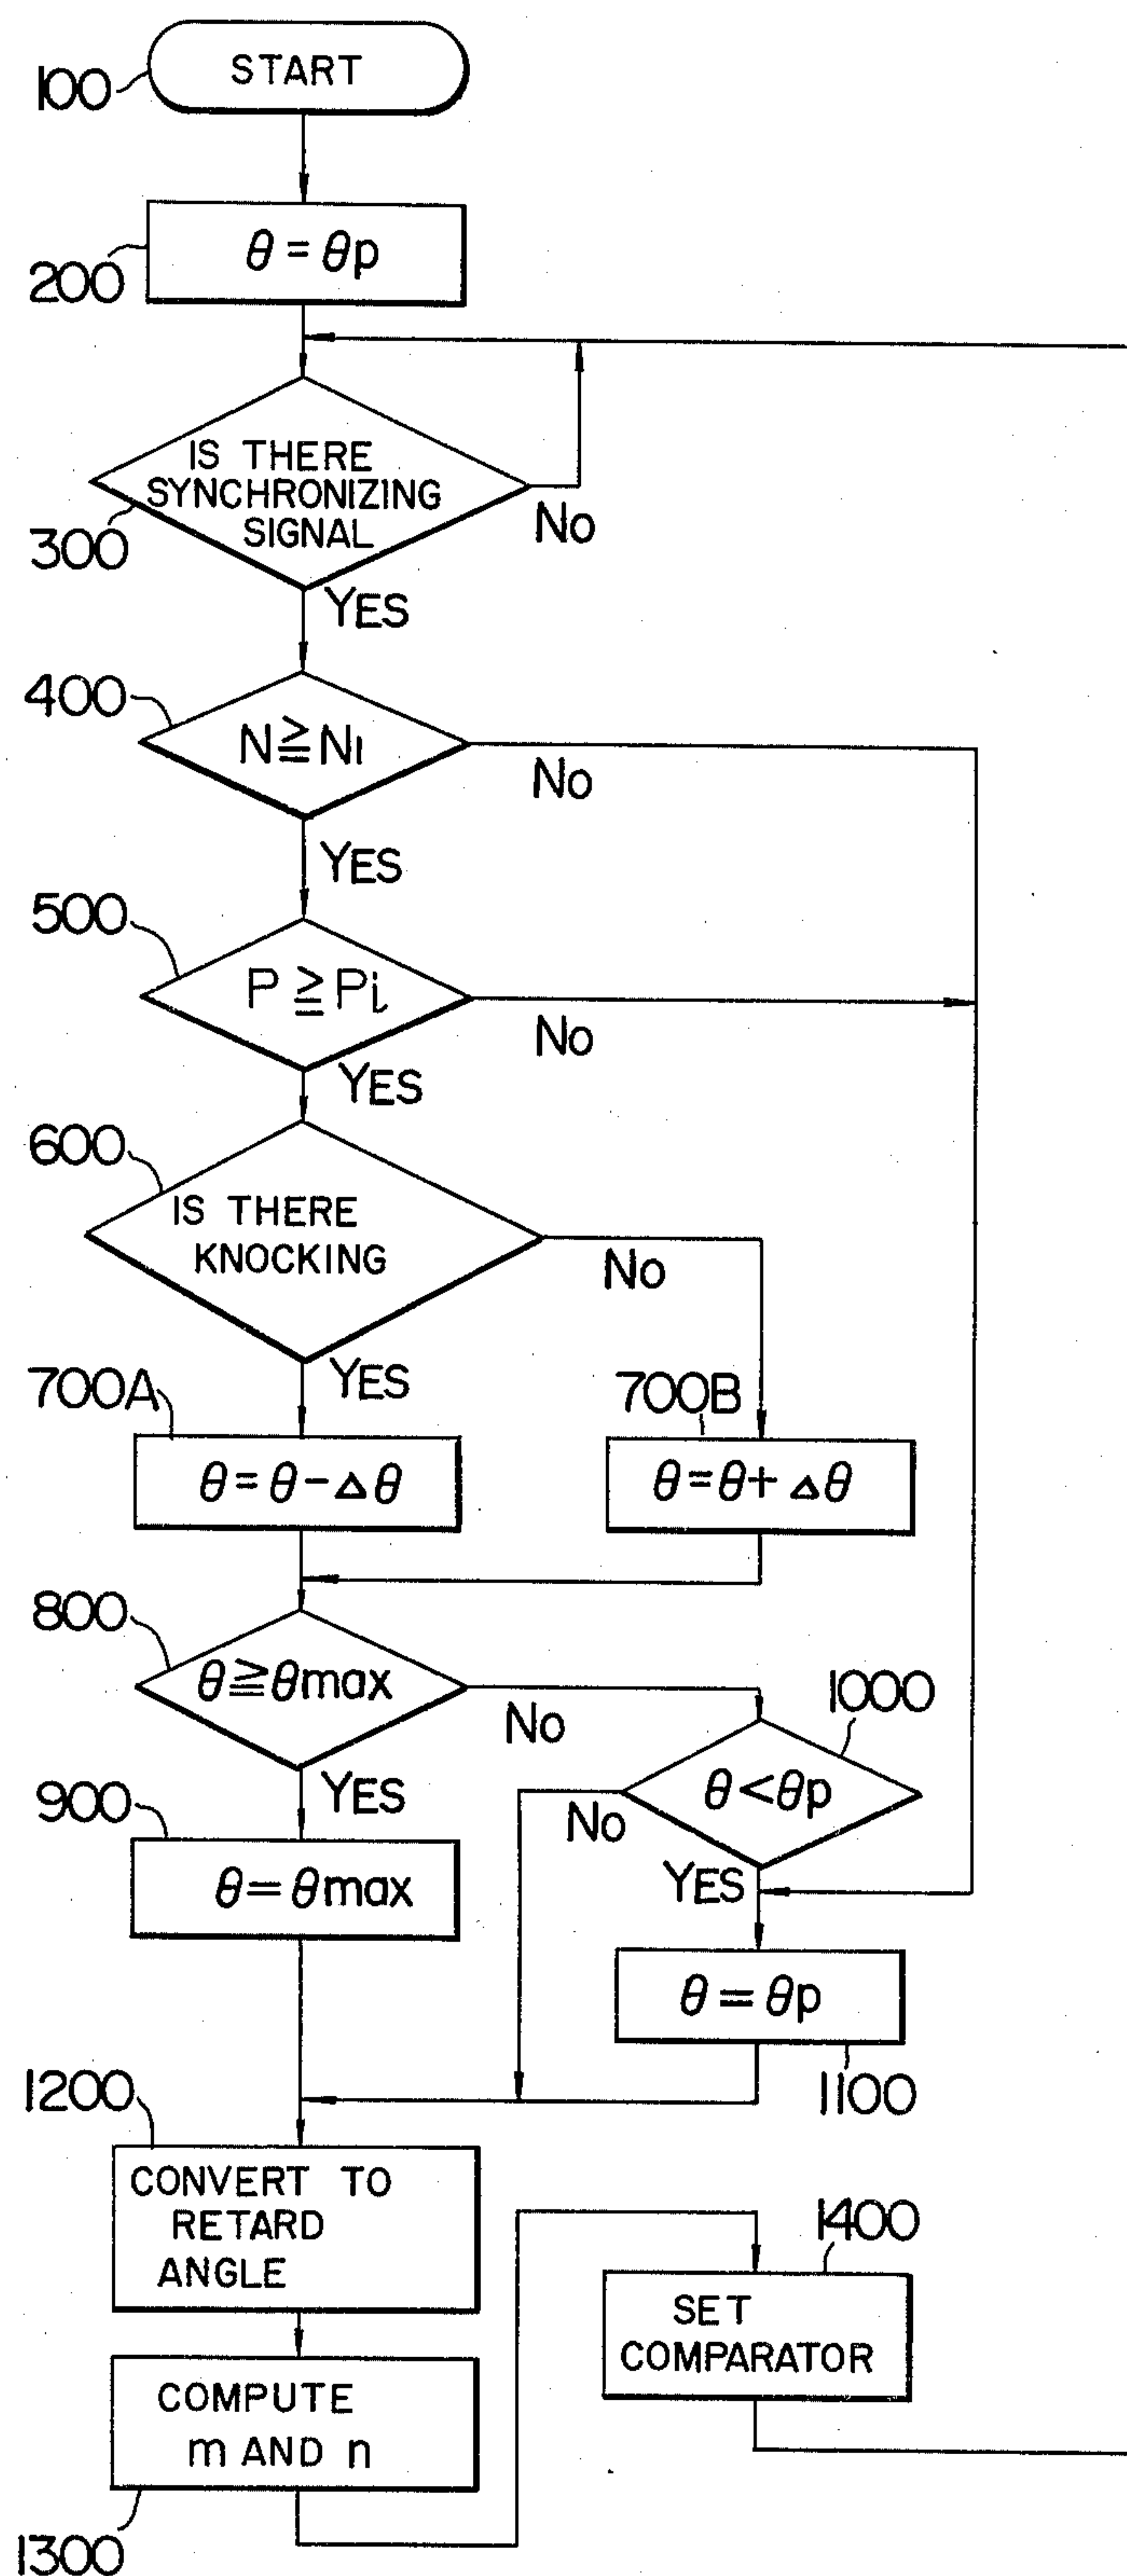 START
100
θ = θp
200
IS THERE
SYNCHRONIZING
SIGNAL
300
No
YES
400
N ≧ N1
No
YES
500
P ≧ Pi
No
YES
600
IS THERE
KNOCKING
No
YES
700A
700B
θ = θ − Δθ
θ = θ + Δθ
800
θ ≧ θmax
No
1000
YES
θ < θp
No
900
YES
θ = θmax
θ = θp
1200
1100
CONVERT TO
RETARD
ANGLE
1400
SET
COMPARATOR
COMPUTE
m AND n
1300